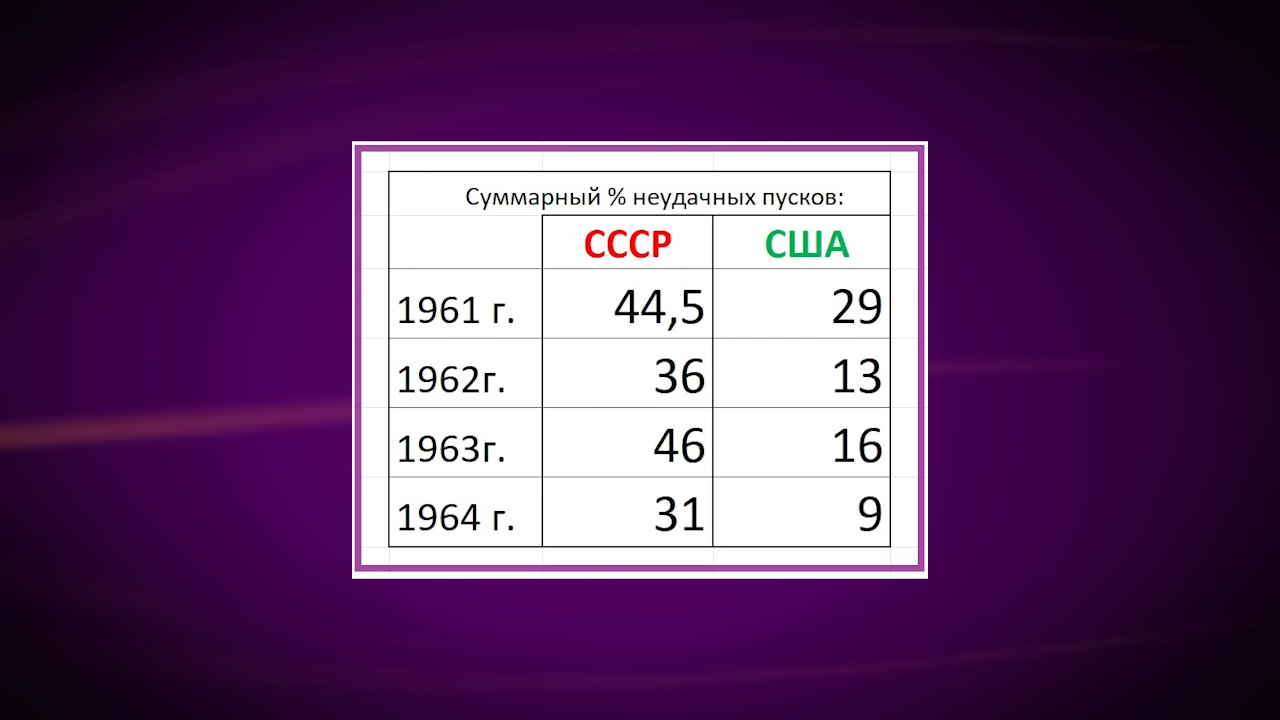 Суммарный % неудачных пусков:
СССР США
1961 г. 44,5 29
1962г. 36 13
1963г. 46 16
1964 г. 31 9